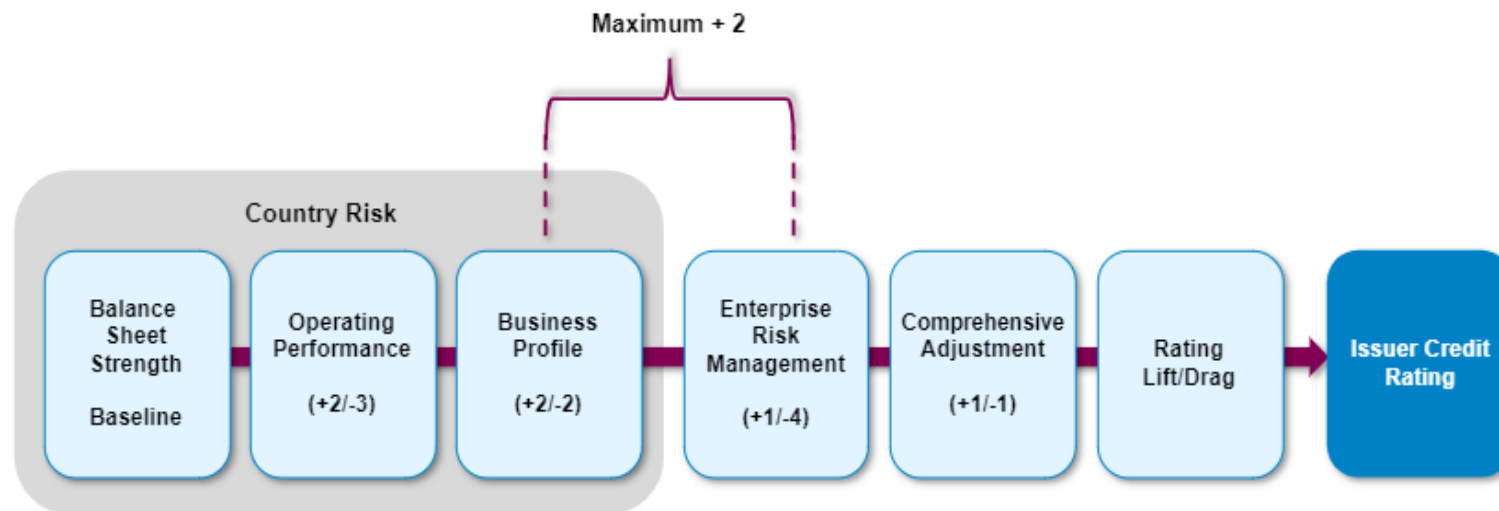 Maximum + 2
Country Risk
Balance
Sheet
Strength
Baseline
Operating
Performance
(+2/-3)
Business
Profile
(+2/-2)
Enterprise
Risk
Management
(+1/-4)
Comprehensive
Adjustment
(+1/-1)
Rating
Lift/Drag
Issuer Credit
Rating